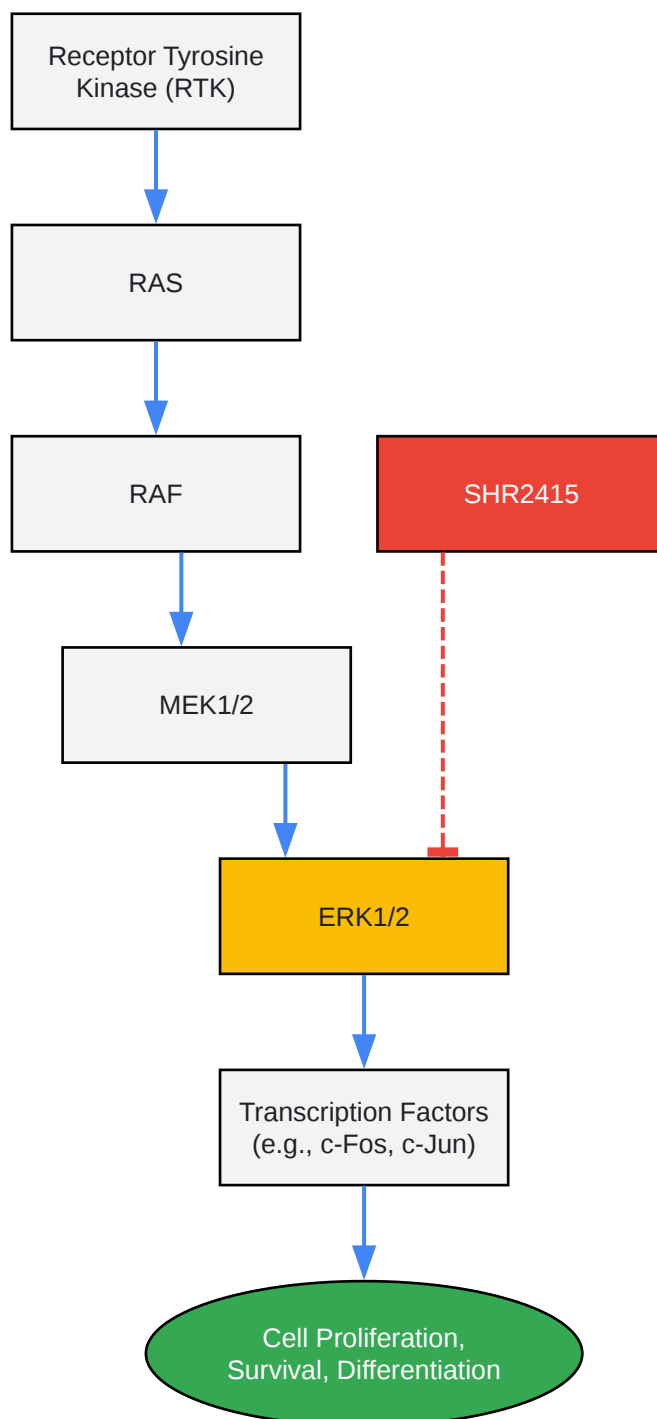 Receptor Tyrosine
Kinase (RTK)
RAS
RAF
SHR2415
MEK1/2
ERK1/2
Transcription Factors
(e.g., c-Fos, c-Jun)
Cell Proliferation,
Survival, Differentiation